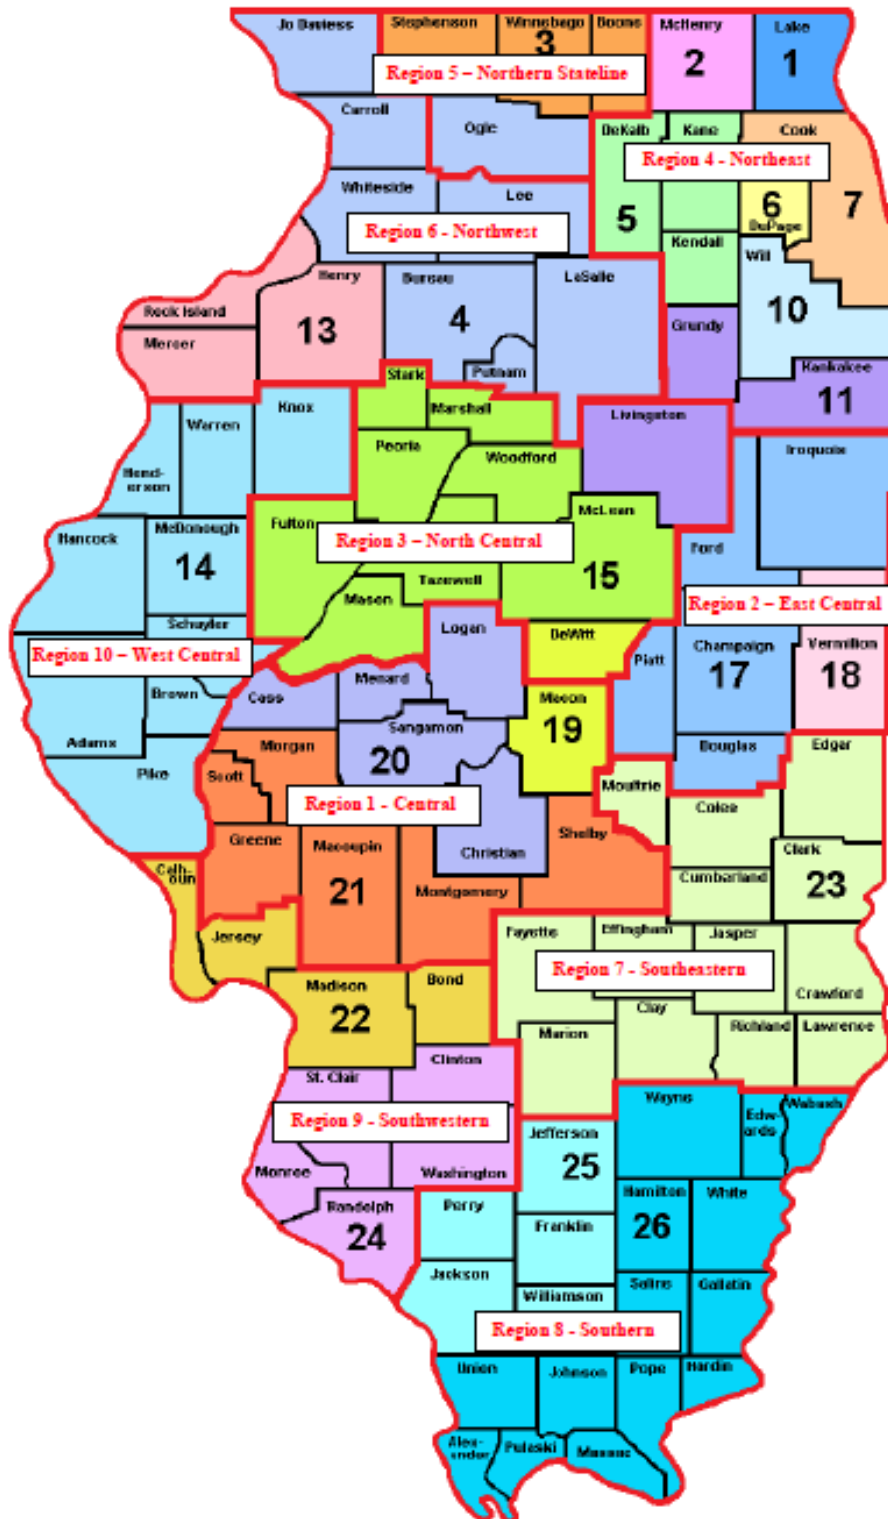 Jo Daviess
Stephenson
Winnebago
Boone
McHenry
Lake
3
2
1
Region 5 – Northern Stateline
Carroll
Ogle
DeKalb
Kane
Cook
Region 4 - Northeast
Whiteside
Lee
5
6
7
DuPage
Region 6 - Northwest
Kendall
Will
Henry
Bureau
LaSalle
Rock Island
13
4
10
Mercer
Grundy
Putnam
Kankakee
Stark
11
Knox
Marshall
Livingston
Warren
Peoria
Woodford
Iroquois
Hend-
erson
McLean
Fulton
Hancock
McDonough
Region 3 – North Central
Ford
14
15
Tazewell
Mason
Region 2 – East Central
Schuyler
Logan
DeWitt
Champaign
Vermilion
Region 10 – West Central
Piatt
17
18
Menard
Brown
Cass
Macon
Sangamon
19
Adams
Morgan
20
Douglas
Edgar
Pike
Scott
Moultrie
Region 1 - Central
Coles
Greene
Macoupin
Shelby
Clark
Christian
Calh-
oun
Cumberland
23
21
Montgomery
Jersey
Fayette
Effingham
Jasper
Region 7 - Southeastern
Madison
Bond
Crawford
22
Clay
Marion
Richland
Lawrence
Clinton
St. Clair
Wayne
Edw-
ards
Wabash
Region 9 - Southwestern
Jefferson
25
Monroe
Washington
Hamilton
White
Randolph
Perry
24
Franklin
26
Jackson
Saline
Gallatin
Williamson
Region 8 - Southern
Union
Johnson
Pope
Hardin
Alex-
ander
Pulaski
Massac